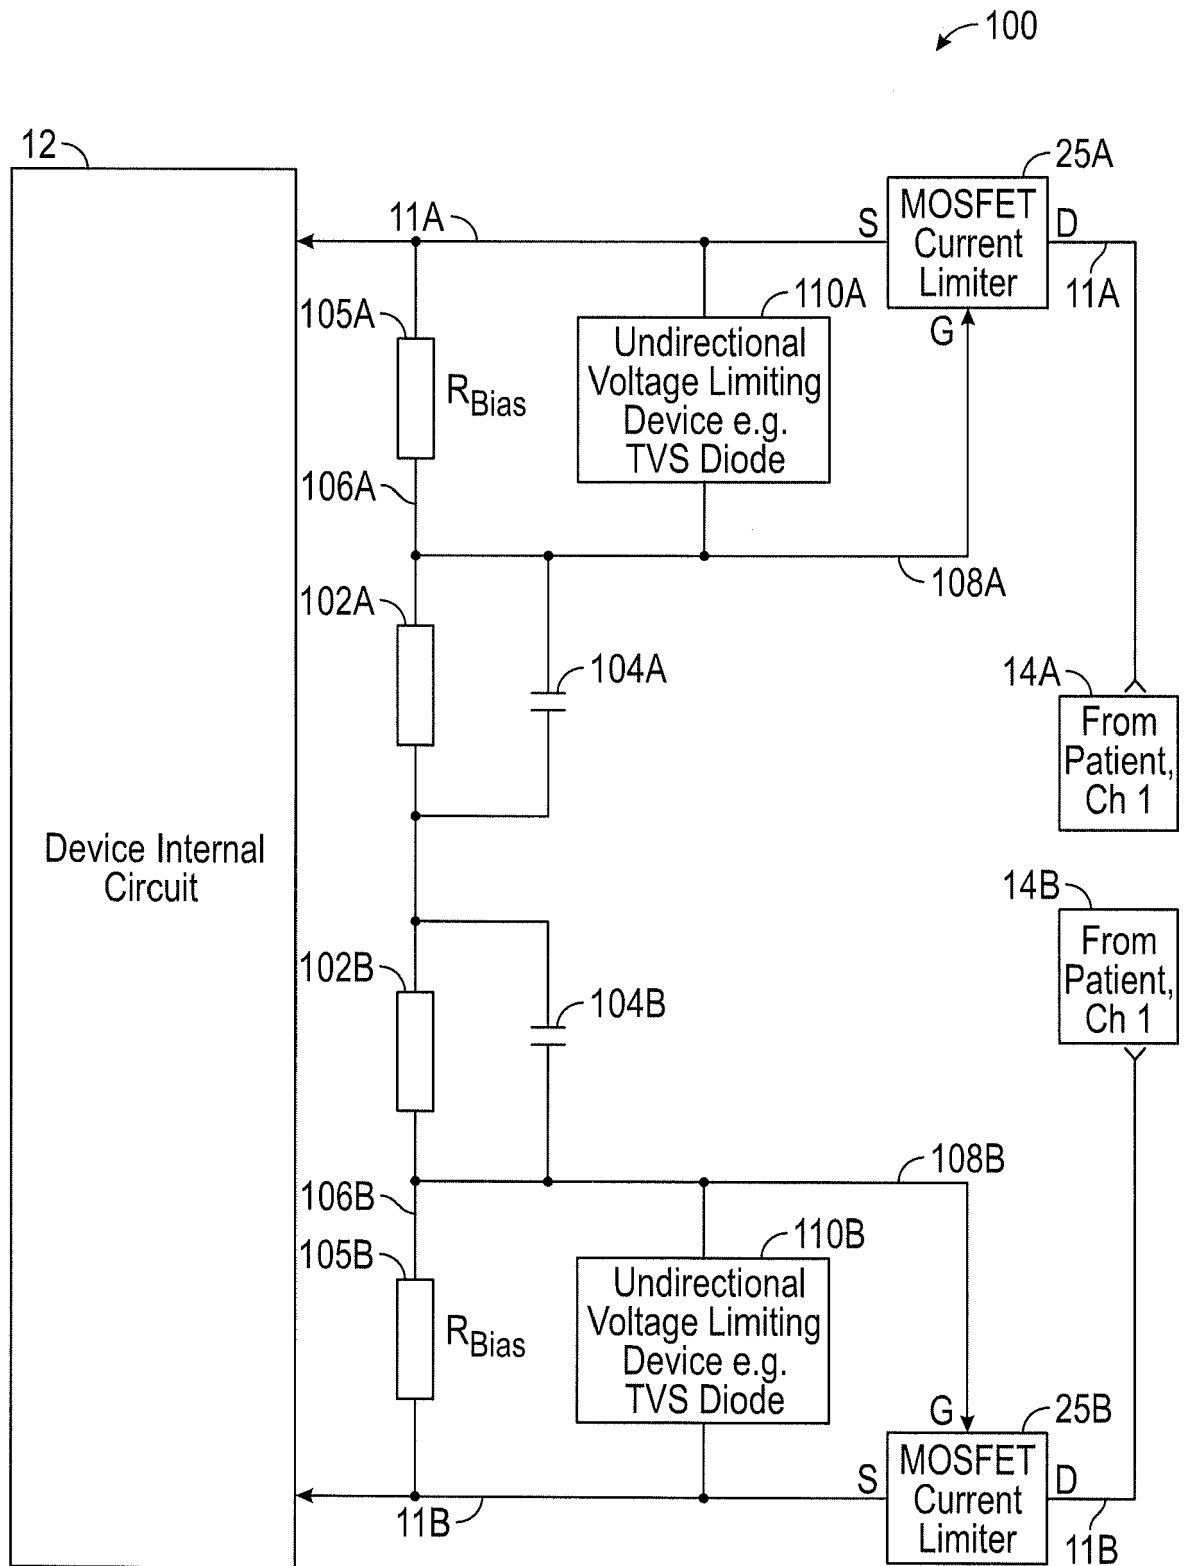 100
12
25A
11A
S
MOSFET
Current
Limiter
D
11A
G
105A
110A
R_Bias
Undirectional
Voltage Limiting
Device e.g.
TVS Diode
106A
108A
102A
104A
14A
From
Patient,
Ch 1
Device Internal
Circuit
14B
From
Patient,
Ch 1
102B
104B
108B
106B
105B
110B
R_Bias
Undirectional
Voltage Limiting
Device e.g.
TVS Diode
G
25B
S
MOSFET
Current
Limiter
D
11B
11B